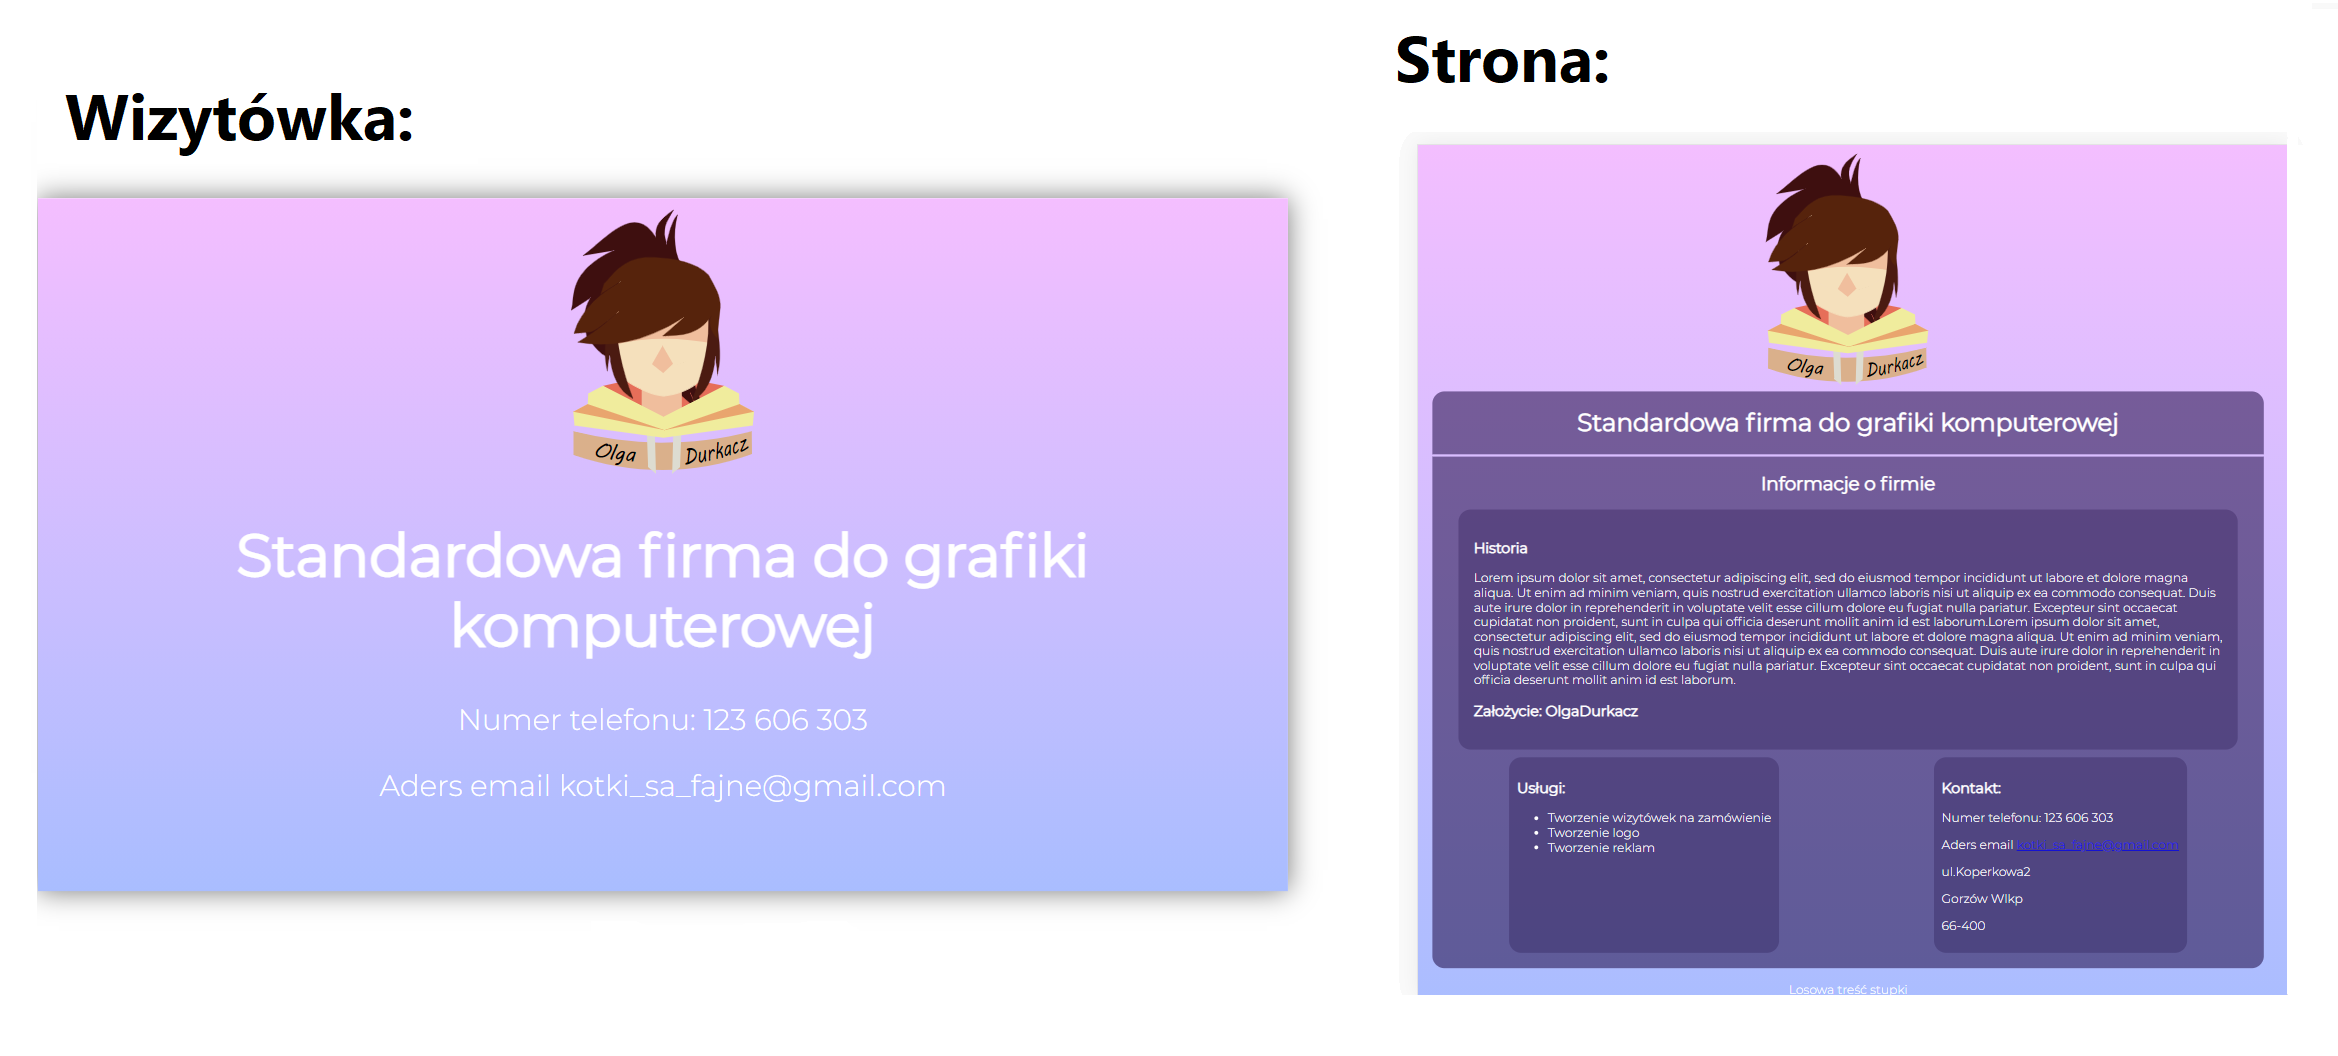 Wizytówka:
Olga Durkacz
Standardowa firma do grafiki
komputerowej
Numer telefonu: 123 606 303
Aders email kotki_sa_fajne@gmail.com
Strona:
Olga Durkacz
Standardowa firma do grafiki komputerowej
Informacje o firmie
Historia
Lorem ipsum dolor sit amet, consectetur adipiscing elit, sed do eiusmod tempor incididunt ut labore et dolore magna
aliqua. Ut enim ad minim veniam, quis nostrud exercitation ullamco laboris nisi ut aliquip ex ea commodo consequat. Duis
aute irure dolor in reprehenderit in voluptate velit esse cillum dolore eu fugiat nulla pariatur. Excepteur sint occaecat
cupidatat non proident, sunt in culpa qui officia deserunt mollit anim id est laborum.Lorem ipsum dolor sit amet,
consectetur adipiscing elit, sed do eiusmod tempor incididunt ut labore et dolore magna aliqua. Ut enim ad minim veniam,
quis nostrud exercitation ullamco laboris nisi ut aliquip ex ea commodo consequat. Duis aute irure dolor in reprehenderit in
voluptate velit esse cillum dolore eu fugiat nulla pariatur. Excepteur sint occaecat cupidatat non proident, sunt in culpa qui
officia deserunt mollit anim id est laborum.
Założycie: OlgaDurkacz
Usługi:
Tworzenie wizytówek na zamówienie
Tworzenie logo
Tworzenie reklam
Kontakt:
Numer telefonu: 123 606 303
Aders email kotki_sa_fajne@gmail.com
ul.Koperkowa2
Gorzów Wlkp
66-400
Losowa treść stupki